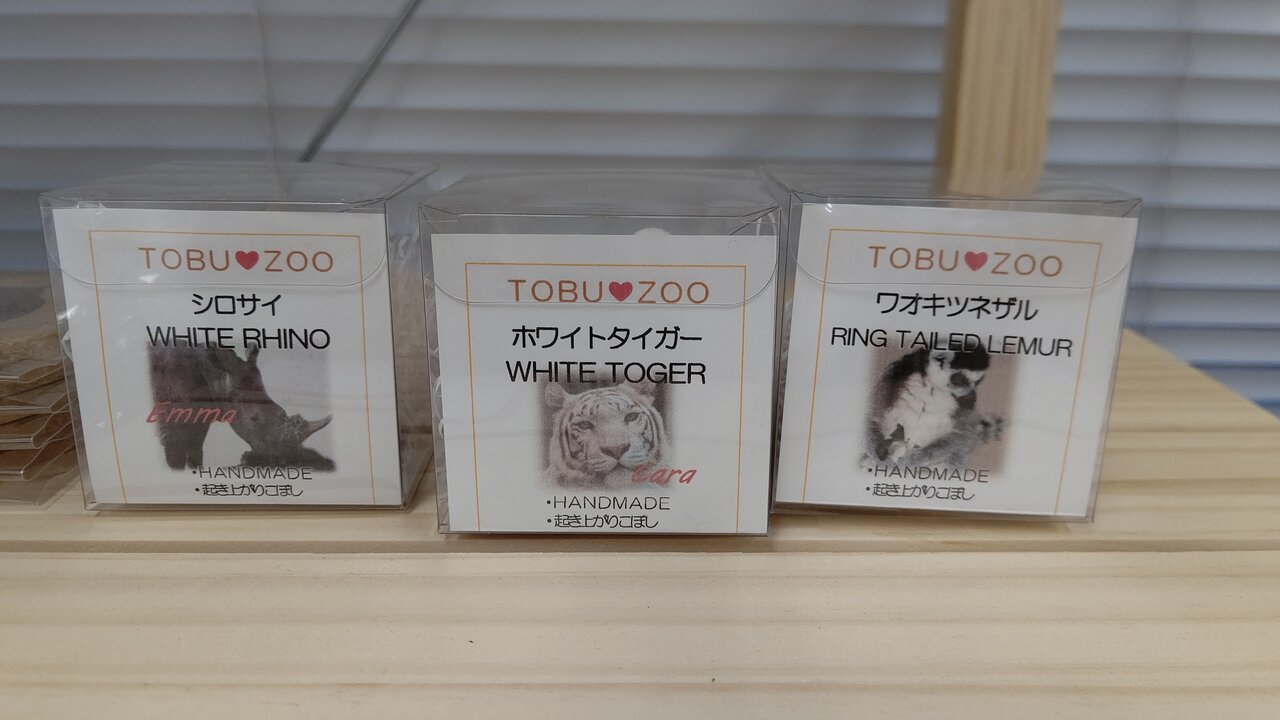 TOBU♥ZOO
シロサイ
WHITE RHINO
Emma
・HANDMADE
・起き上がりこぼし
TOBU♥ZOO
ホワイトタイガー
WHITE TOGER
Cara
・HANDMADE
・起き上がりこぼし
TOBU♥ZOO
ワオキツネザル
RING TAILED LEMUR
・HANDMADE
・起き上がりこぼし